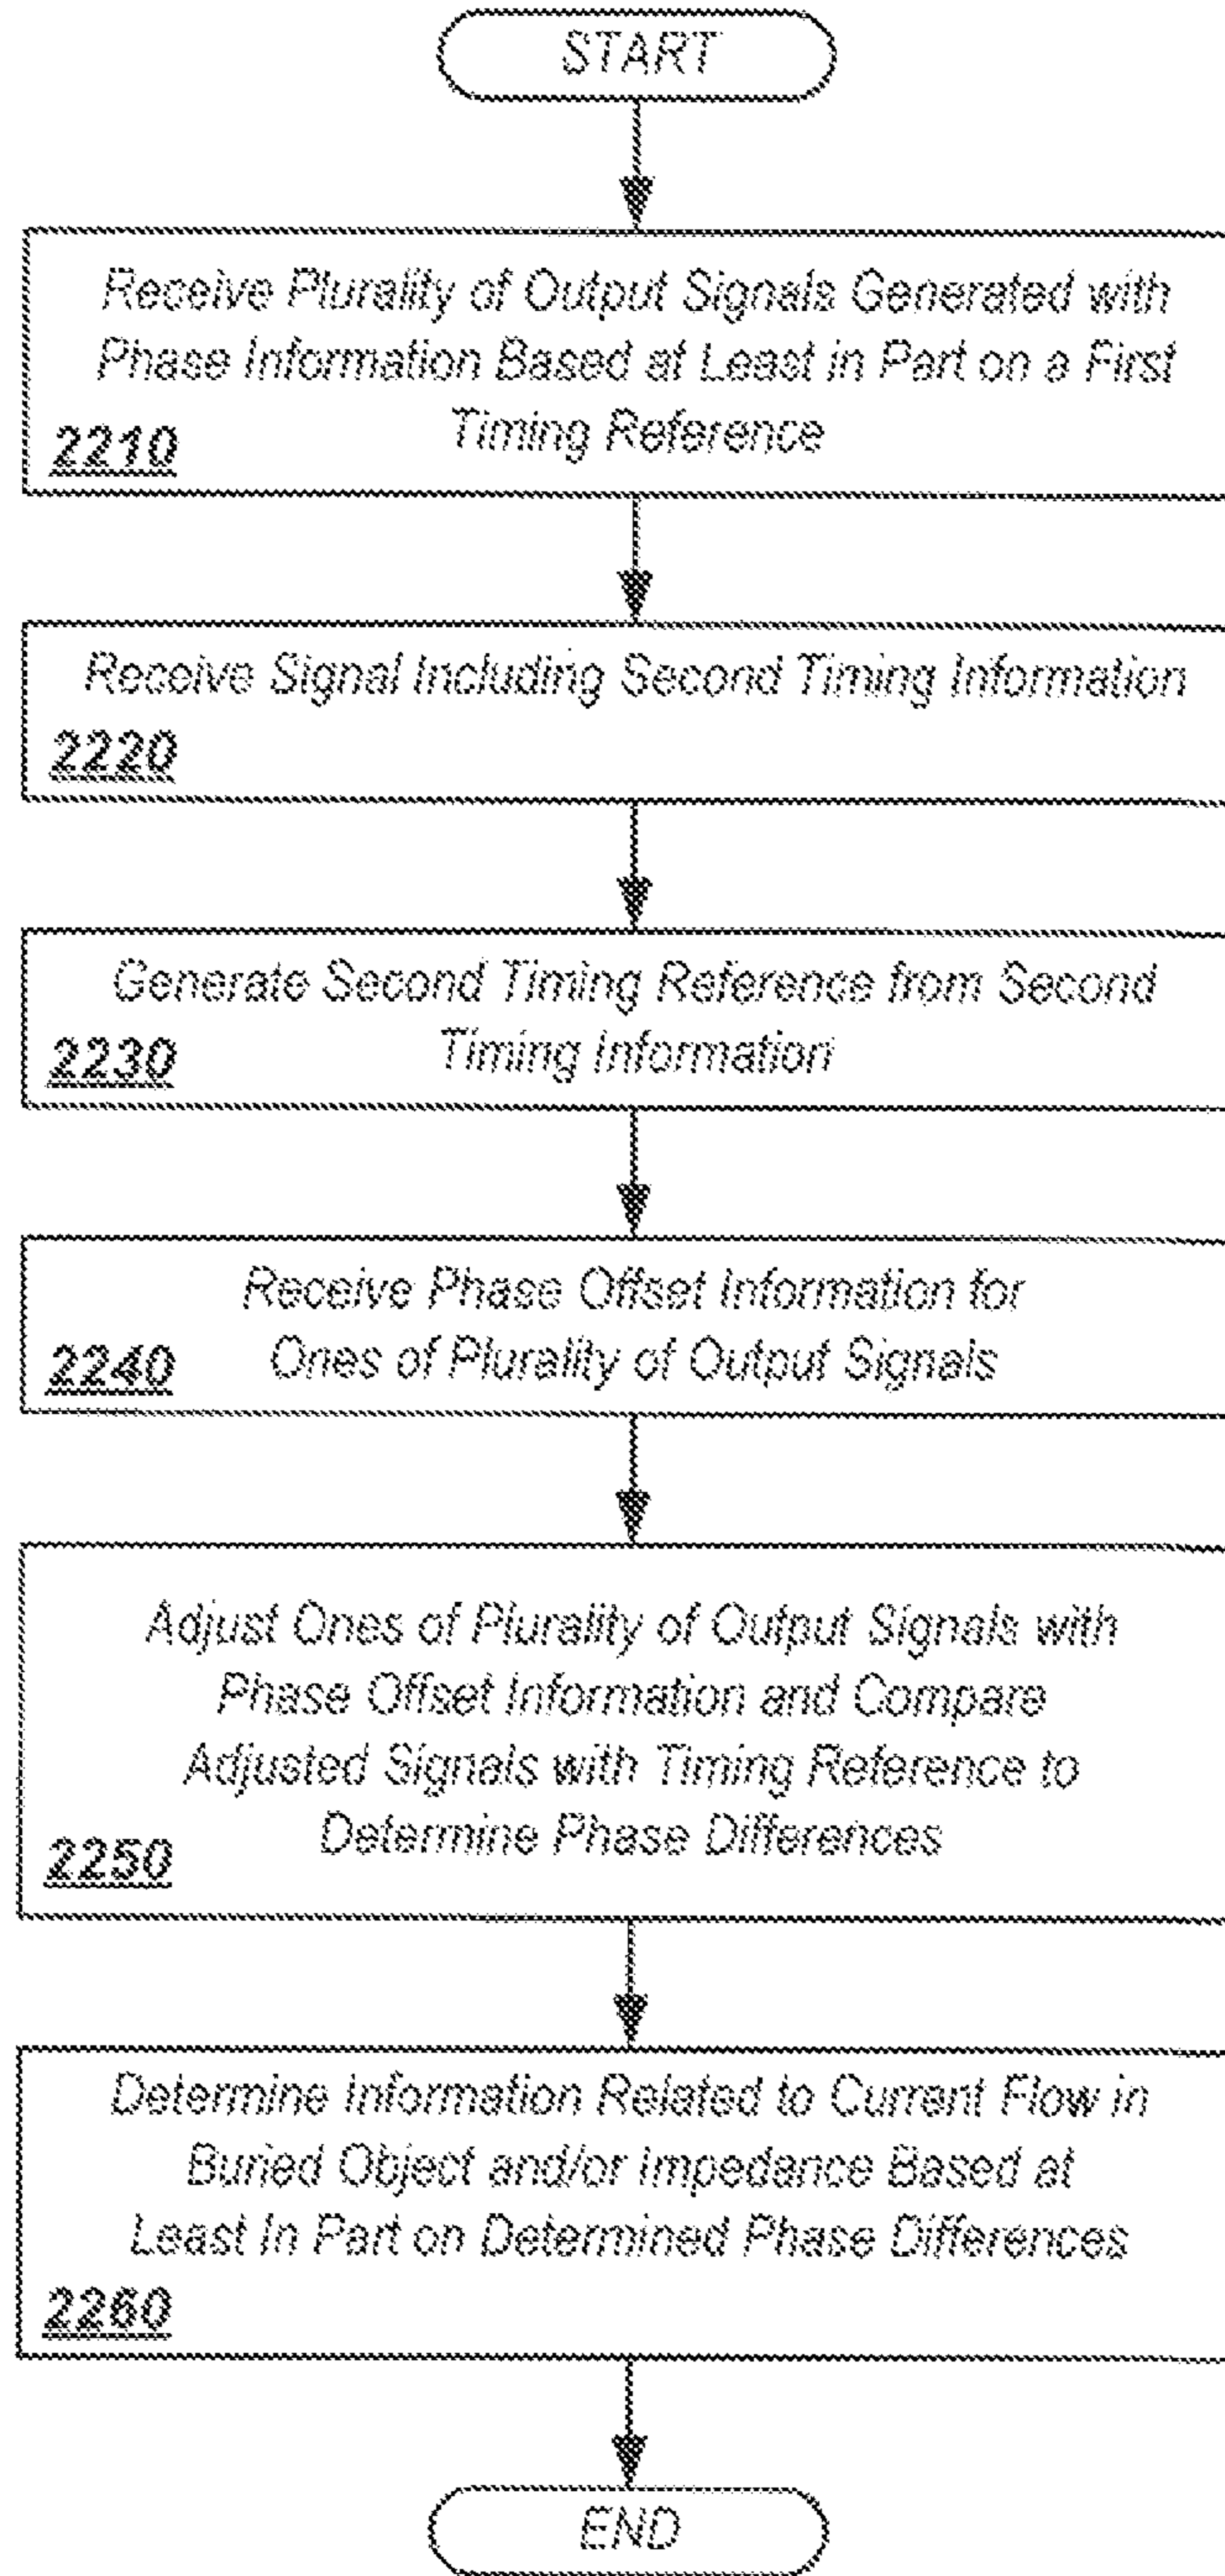 START
Receive Plurality of Output Signals Generated with
Phase Information Based at Least in Part on a First
Timing Reference
2210
Receive Signal Including Second Timing Information
2220
Generate Second Timing Reference from Second
Timing Information
2230
Receive Phase Offset Information for
Ones of Plurality of Output Signals
2240
Adjust Ones of Plurality of Output Signals with
Phase Offset Information and Compare
Adjusted Signals with Timing Reference to
Determine Phase Differences
2250
Determine Information Related to Current Flow in
Buried Object and/or Impedance Based at
Least In Part on Determined Phase Differences
2260
END